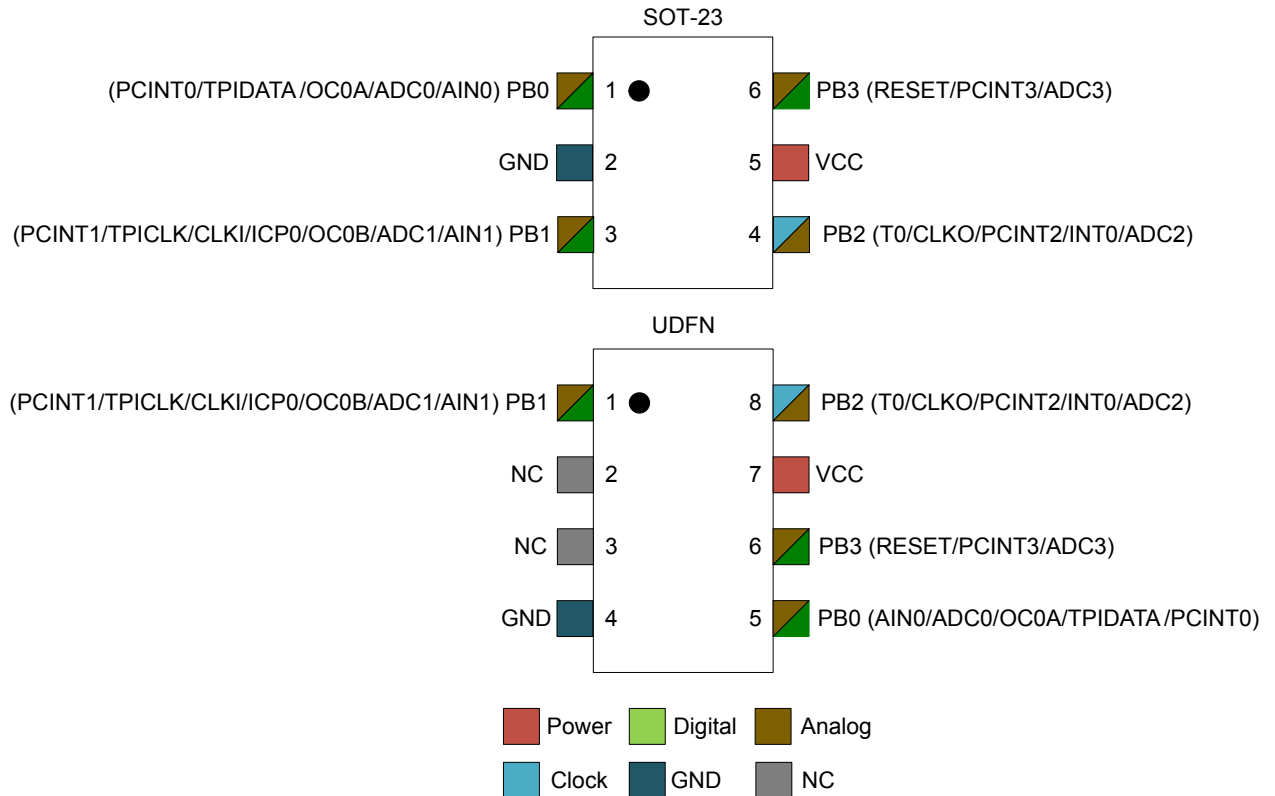 SOT-23
(PCINT0/TPIDATA/OC0A/ADC0/AIN0) PB0 1 6 PB3 (RESET/PCINT3/ADC3)
GND 2 5 VCC
(PCINT1/TPICLK/CLKI/ICP0/OC0B/ADC1/AIN1) PB1 3 4 PB2 (T0/CLKO/PCINT2/INT0/ADC2)
UDFN
(PCINT1/TPICLK/CLKI/ICP0/OC0B/ADC1/AIN1) PB1 1 8 PB2 (T0/CLKO/PCINT2/INT0/ADC2)
NC 2 7 VCC
NC 3 6 PB3 (RESET/PCINT3/ADC3)
GND 4 5 PB0 (AIN0/ADC0/OC0A/TPIDATA/PCINT0)
Power Digital Analog
Clock GND NC